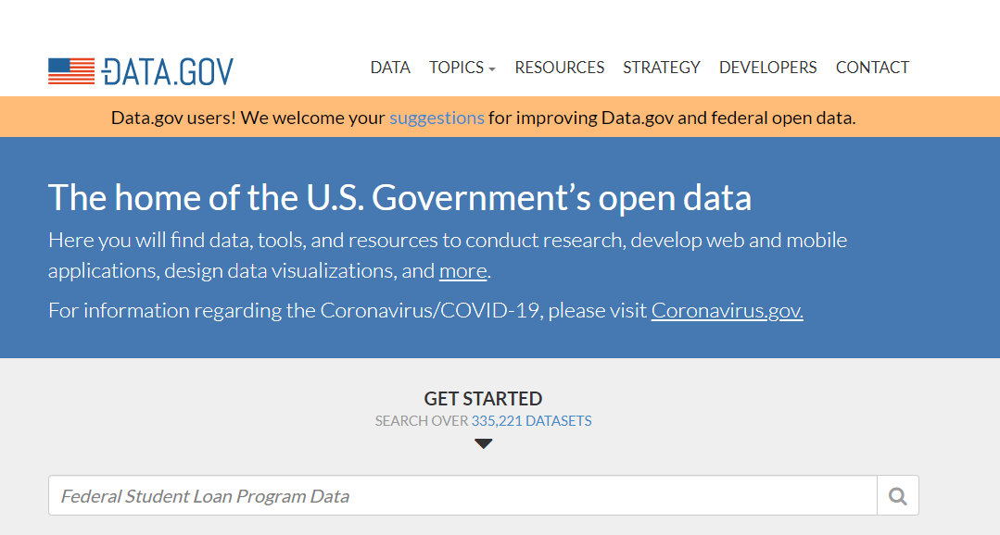 DATA.GOV
DATA TOPICS RESOURCES STRATEGY DEVELOPERS CONTACT
Data.gov users! We welcome your suggestions for improving Data.gov and federal open data.
The home of the U.S. Government’s open data
Here you will find data, tools, and resources to conduct research, develop web and mobile
applications, design data visualizations, and more.
For information regarding the Coronavirus/COVID-19, please visit Coronavirus.gov.
GET STARTED
SEARCH OVER 335,221 DATASETS
Federal Student Loan Program Data